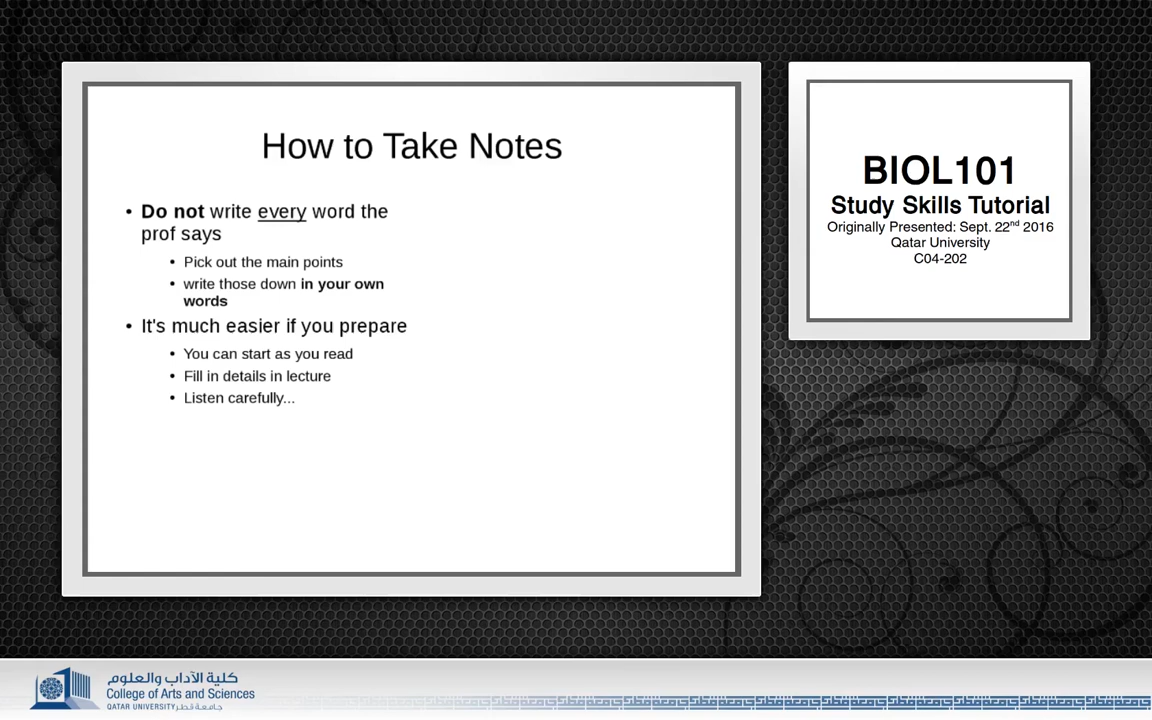 How to Take Notes
• Do not write every word the
prof says
• Pick out the main points
• write those down in your own
words
• It's much easier if you prepare
• You can start as you read
• Fill in details in lecture
• Listen carefully...
BIOL101
Study Skills Tutorial
Originally Presented: Sept. 22nd 2016
Qatar University
C04-202
كلية الآداب والعلوم
College of Arts and Sciences
QATAR UNIVERSITY جامعة قطر